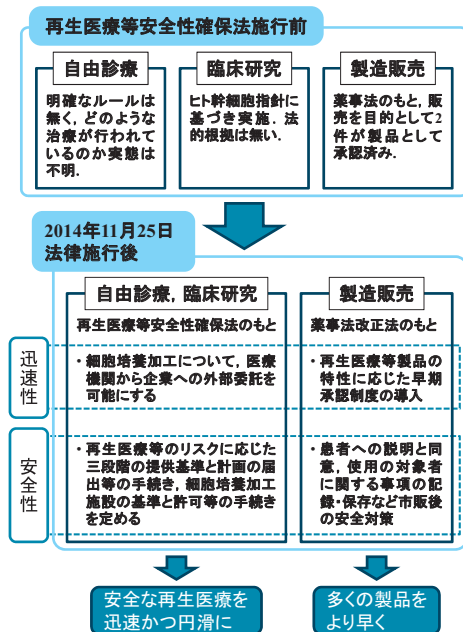 再生医療等安全性確保法施行前
自由診療
明確なルールは
無く，どのような
治療が行われて
いるのか実態は
不明．
臨床研究
ヒト幹細胞指針に
基づき実施．法
的根拠は無い．
製造販売
薬事法のもと，販
売を目的として2
件が製品として
承認済み．
2014年11月25日
法律施行後
自由診療，臨床研究
再生医療等安全性確保法のもと
製造販売
薬事法改正法のもと
迅速性
・細胞培養加工について，医療
機関から企業への外部委託を
可能にする
・再生医療等製品の
特性に応じた早期
承認制度の導入
安全性
・再生医療等のリスクに応じた
三段階の提供基準と計画の届
出等の手続き，細胞培養加工
施設の基準と許可等の手続き
を定める
・患者への説明と同
意，使用の対象者
に関する事項の記
録・保存など市販後
の安全対策
安全な再生医療を
迅速かつ円滑に
多くの製品を
より早く